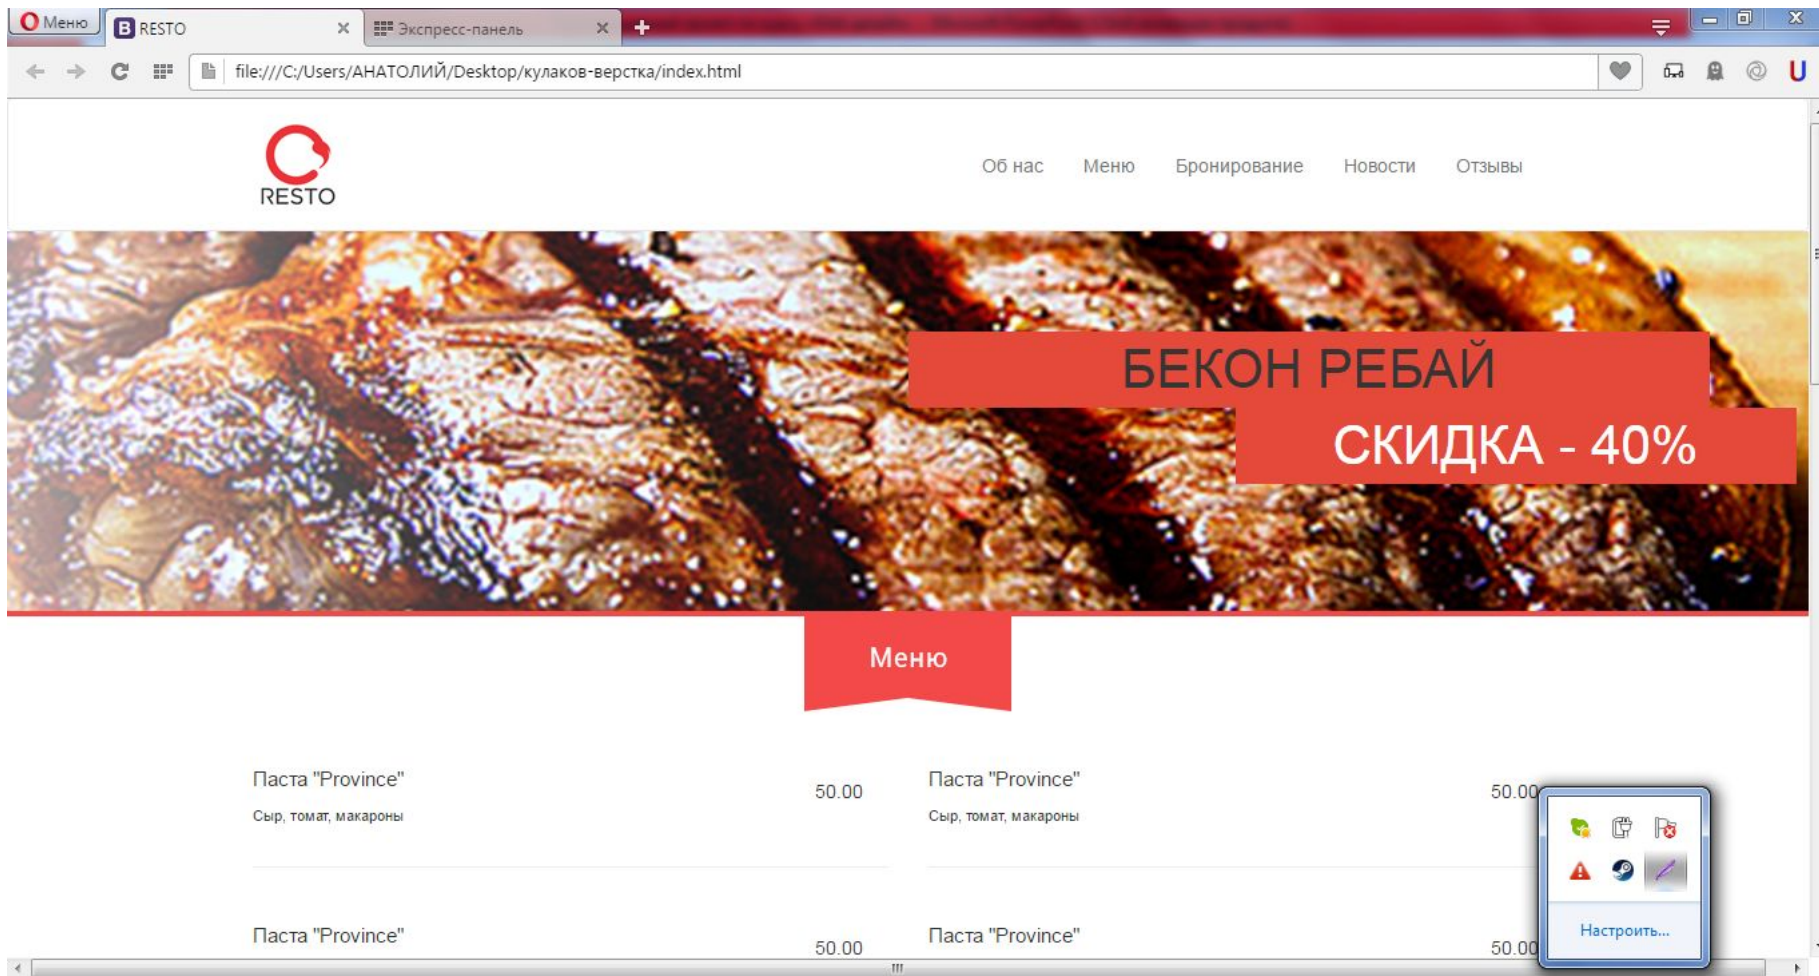 Меню
RESTO
Экспресс-панель
file:///C:/Users/АНАТОЛИЙ/Desktop/кулаков-верстка/index.html
RESTO
Об нас Меню Бронирование Новости Отзывы
БЕКОН РЕБАЙ
СКИДКА - 40%
Меню
Паста "Province"
50.00
Сыр, томат, макароны
Паста "Province"
50.00
Сыр, томат, макароны
Паста "Province"
50.00
Паста "Province"
50.00
Настроить...